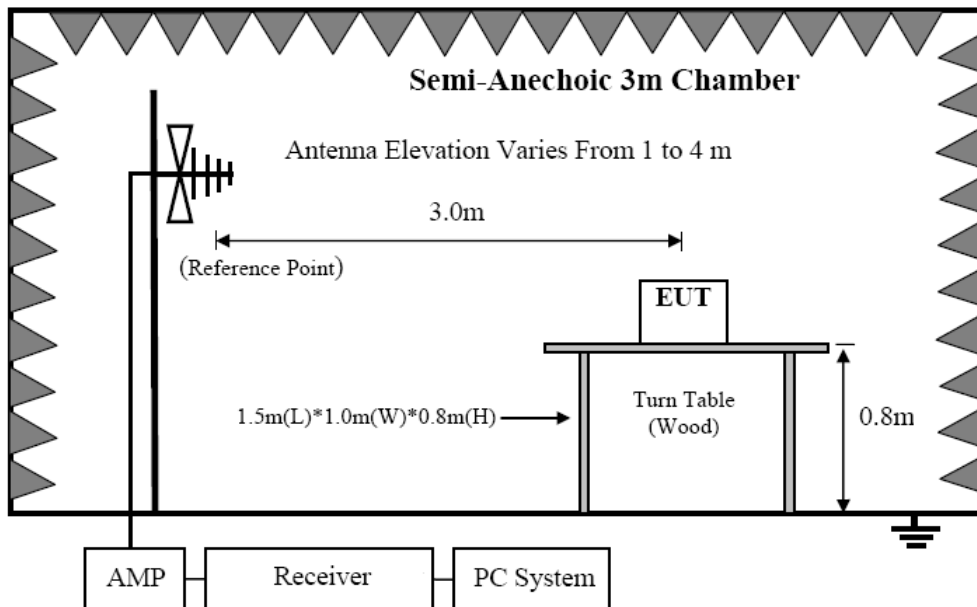 Semi-Anechoic 3m Chamber
Antenna Elevation Varies From 1 to 4 m
3.0m
(Reference Point)
EUT
1.5m(L)*1.0m(W)*0.8m(H)
Turn Table
(Wood)
0.8m
AMP
Receiver
PC System